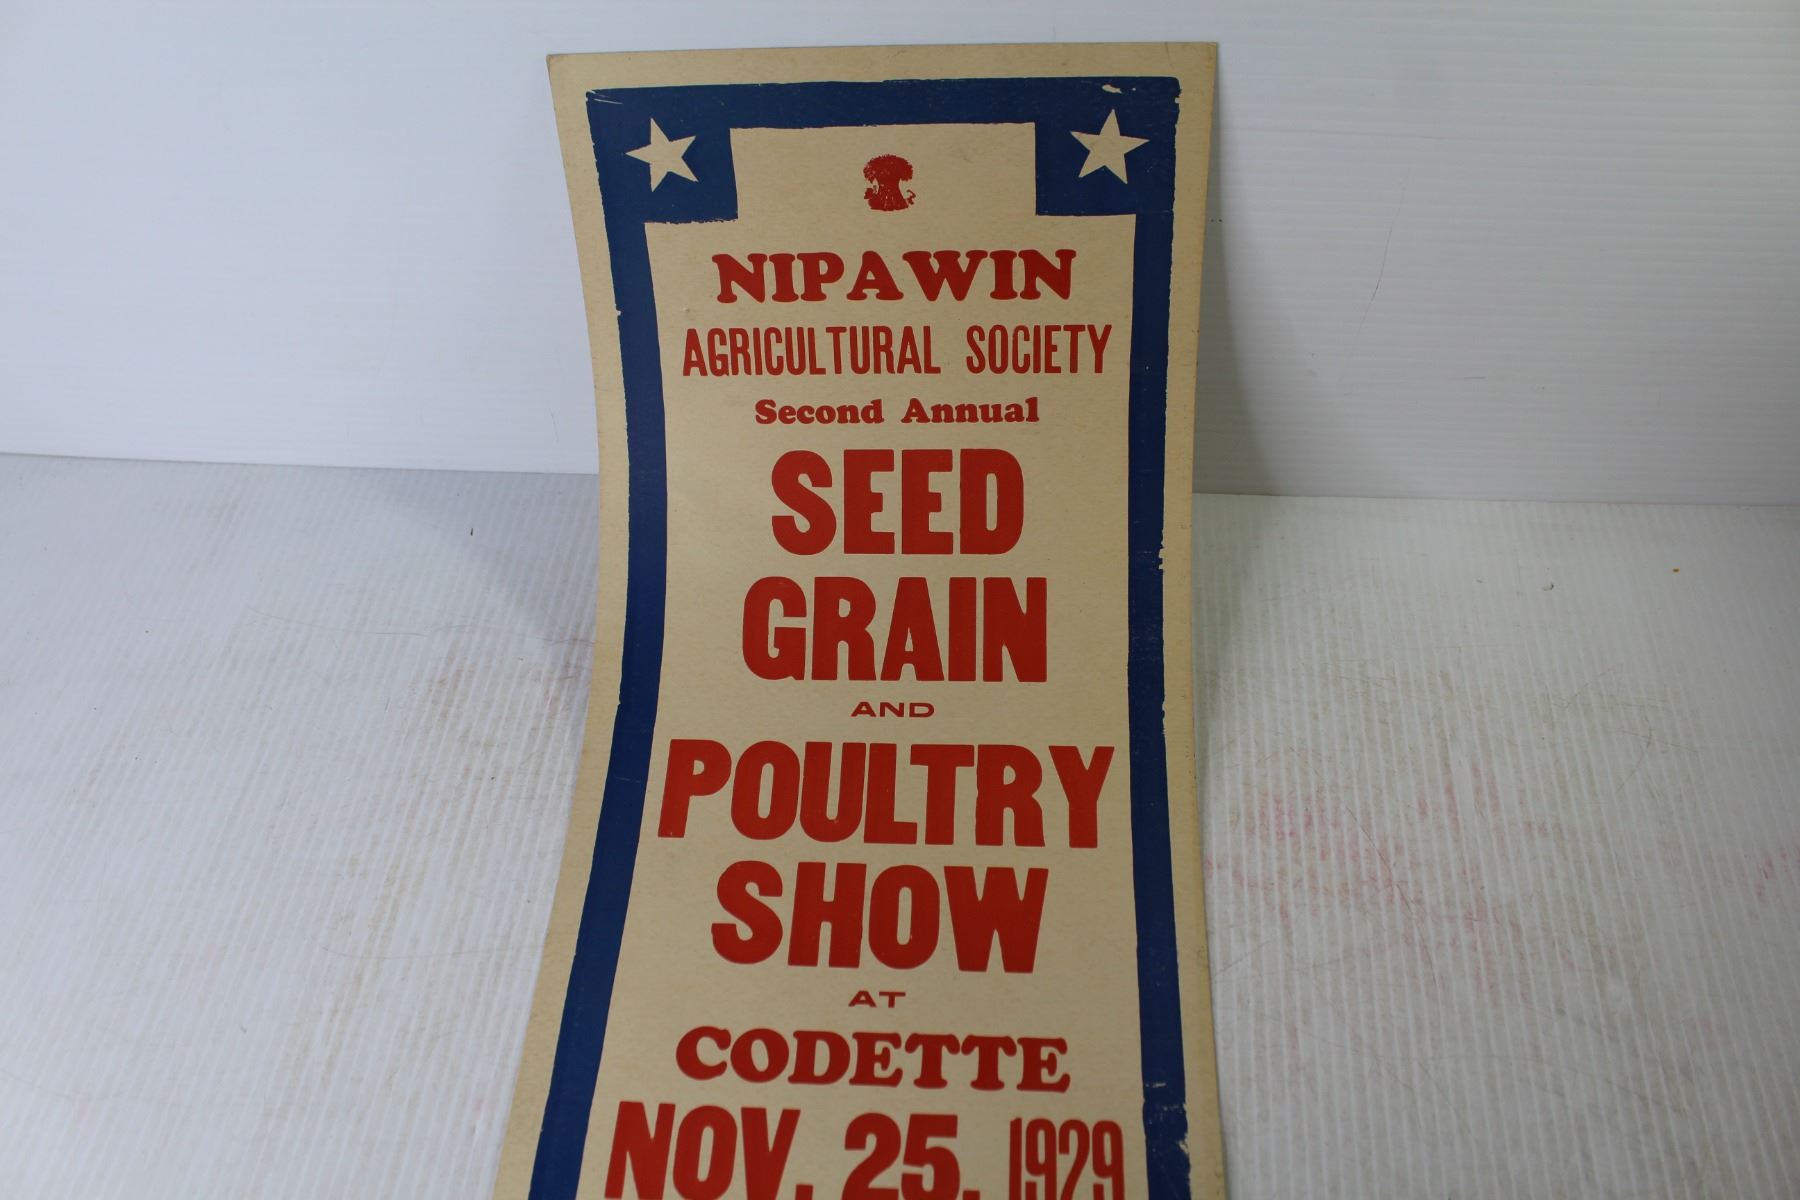 NIPAWIN
AGRICULTURAL SOCIETY
Second Annual
SEED
GRAIN
AND
POULTRY
SHOW
AT
CODETTE
NOV. 25, 1929